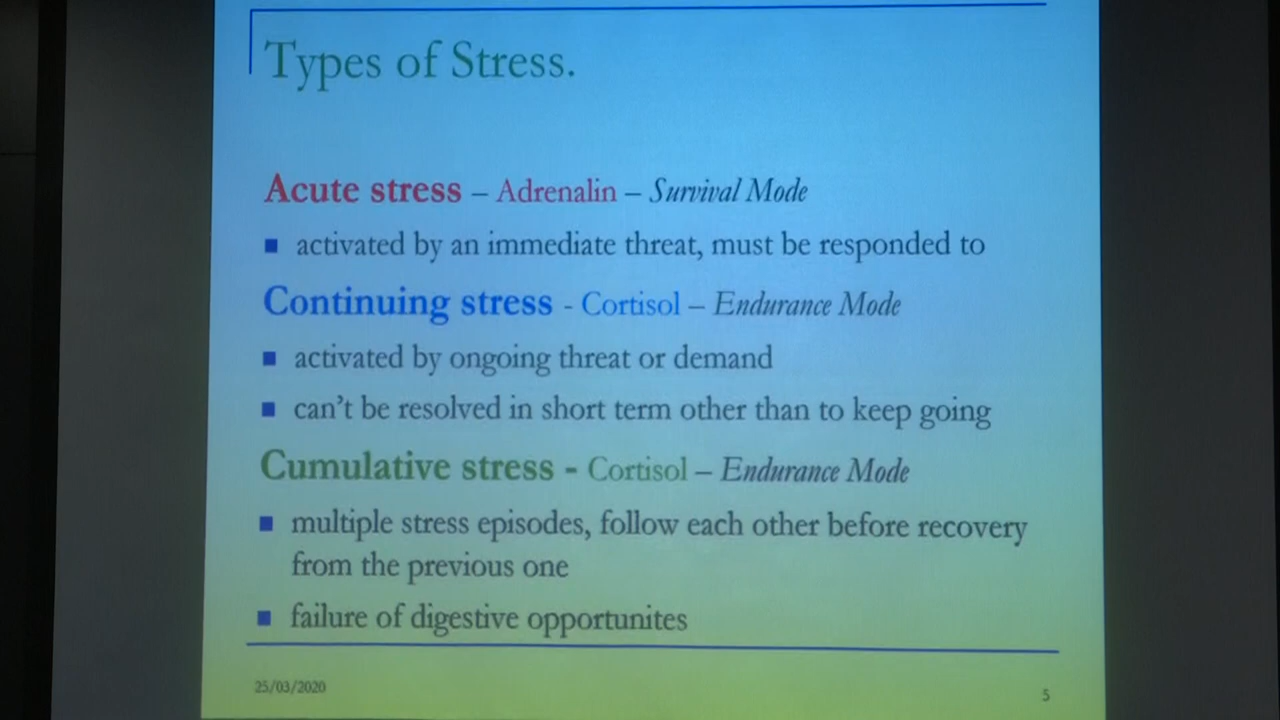 Types of Stress.
Acute stress – Adrenalin – Survival Mode
■ activated by an immediate threat, must be responded to
Continuing stress - Cortisol – Endurance Mode
■ activated by ongoing threat or demand
■ can't be resolved in short term other than to keep going
Cumulative stress - Cortisol – Endurance Mode
■ multiple stress episodes, follow each other before recovery
from the previous one
■ failure of digestive opportunites
25/03/2020
5